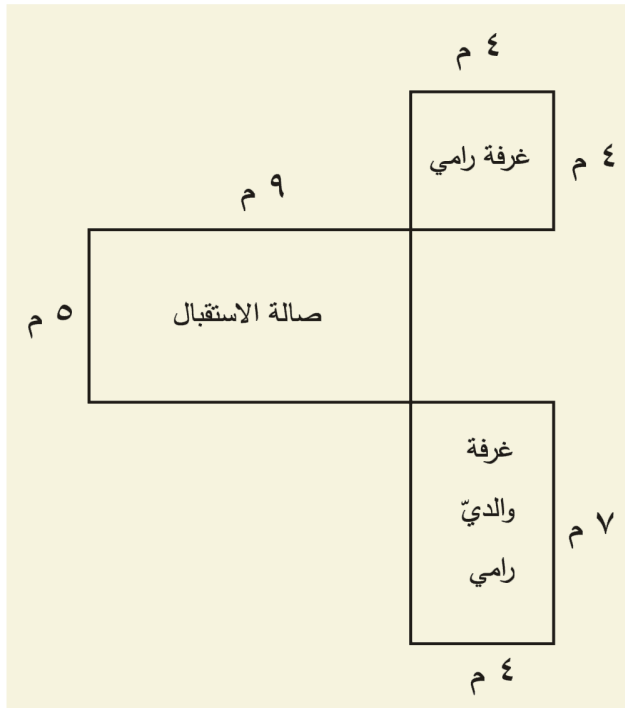 ٤ م
غرفة رامي
٤ م
٩ م
صالة الاستقبال
٥ م
غرفة
والديّ
رامي
٧ م
٤ م